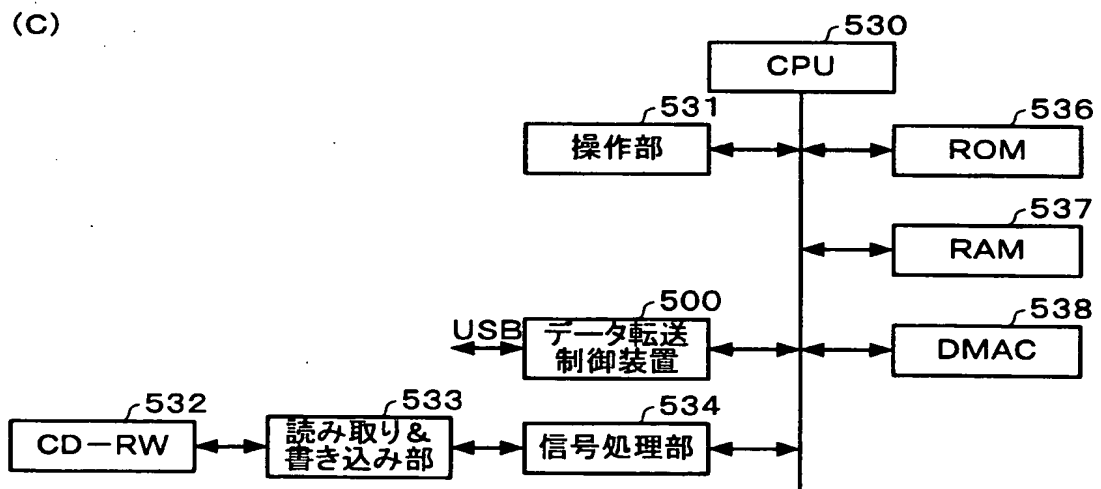 (C)
530
CPU
531
操作部
536
ROM
537
RAM
500
USB
データ転送
制御装置
538
DMAC
532
CD-RW
533
読み取り&
書き込み部
534
信号処理部